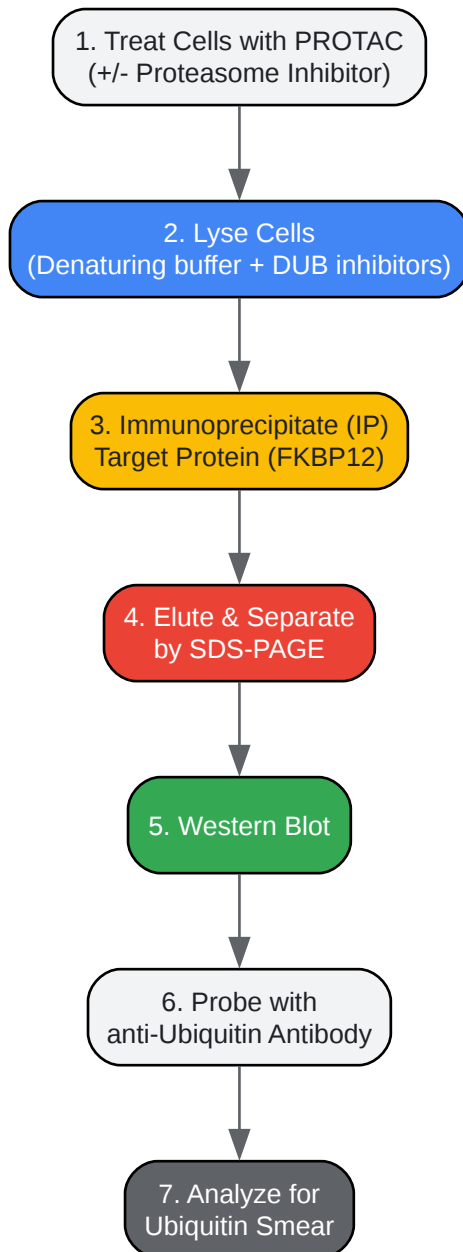 1. Treat Cells with PROTAC
(+/- Proteasome Inhibitor)
2. Lyse Cells
(Denaturing buffer + DUB inhibitors)
3. Immunoprecipitate (IP)
Target Protein (FKBP12)
4. Elute & Separate
by SDS-PAGE
5. Western Blot
6. Probe with
anti-Ubiquitin Antibody
7. Analyze for
Ubiquitin Smear